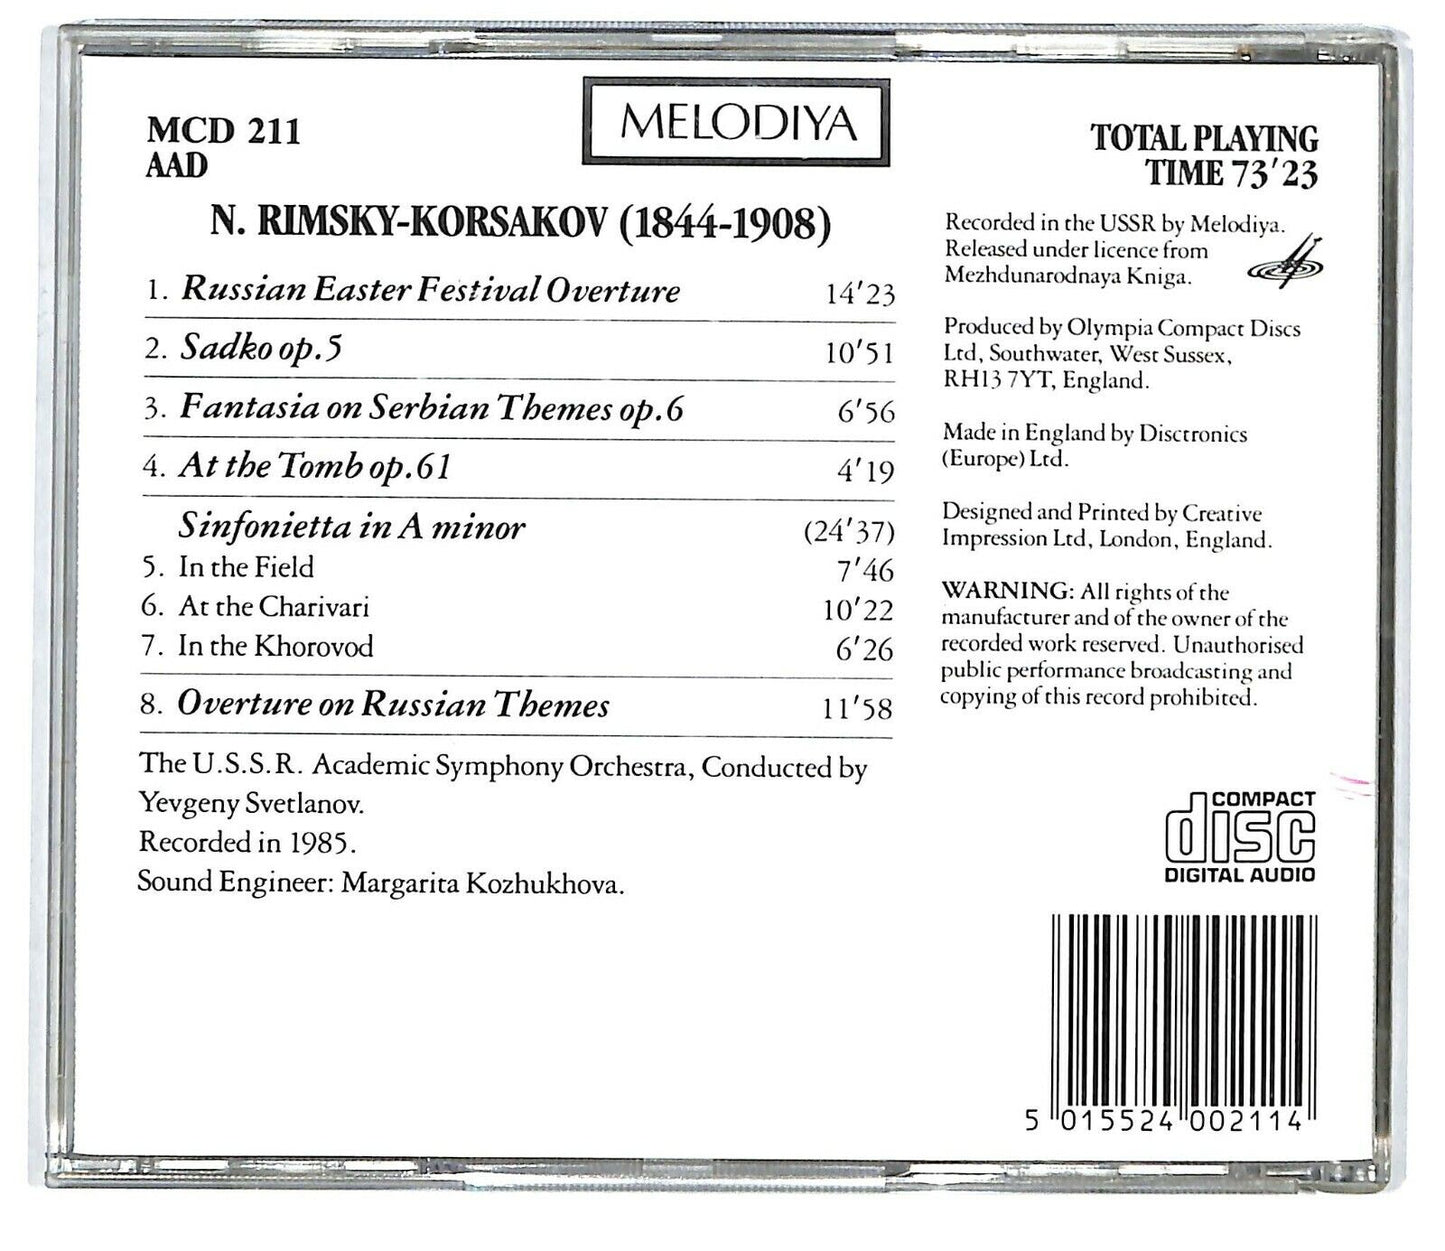 MELODIYA
MCD 211
AAD
TOTAL PLAYING
TIME 73'23
N. RIMSKY-KORSAKOV (1844-1908)
1. Russian Easter Festival Overture 14'23
2. Sadko op.5 10'51
3. Fantasia on Serbian Themes op.6 6'56
4. At the Tomb op.61 4'19
Sinfonietta in A minor (24'37)
5. In the Field 7'46
6. At the Charivari 10'22
7. In the Khorovod 6'26
8. Overture on Russian Themes 11'58
The U.S.S.R. Academic Symphony Orchestra, Conducted by
Yevgeny Svetlanov.
Recorded in 1985.
Sound Engineer: Margarita Kozhukhova.
Recorded in the USSR by Melodiya.
Released under licence from
Mezhdunarodnaya Kniga.
Produced by Olympia Compact Discs
Ltd, Southwater, West Sussex,
RH13 7YT, England.
Made in England by Disctronics
(Europe) Ltd.
Designed and Printed by Creative
Impression Ltd, London, England.
WARNING: All rights of the
manufacturer and of the owner of the
recorded work reserved. Unauthorised
public performance broadcasting and
copying of this record prohibited.
COMPACT
disc
DIGITAL AUDIO
5 015524 002114